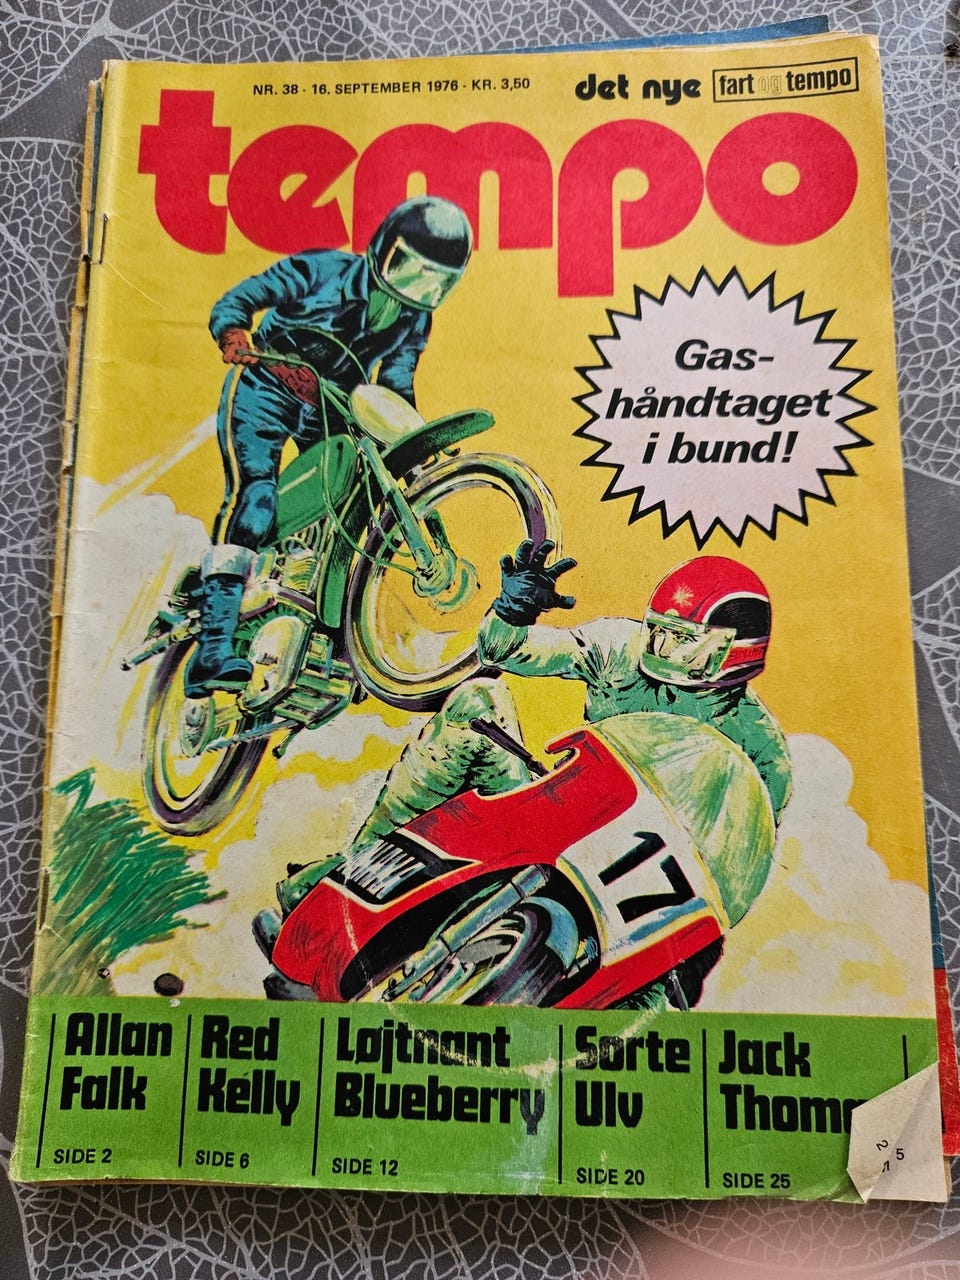 NR. 38 - 16. SEPTEMBER 1976 - KR. 3,50
det nye fart og tempo
tempo
Gas-
håndtaget
i bund!
17
Allan
Falk
SIDE 2
Red
Kelly
SIDE 6
Løjtnant
Blueberry
SIDE 12
Sorte
Ulv
SIDE 20
Jack
SIDE 25
5